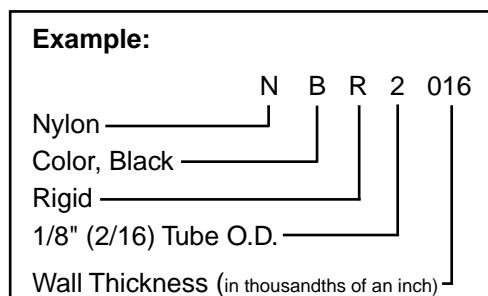 Example:
N B R 2 016
Nylon
Color, Black
Rigid
1/8" (2/16) Tube O.D.
Wall Thickness (in thousandths of an inch)